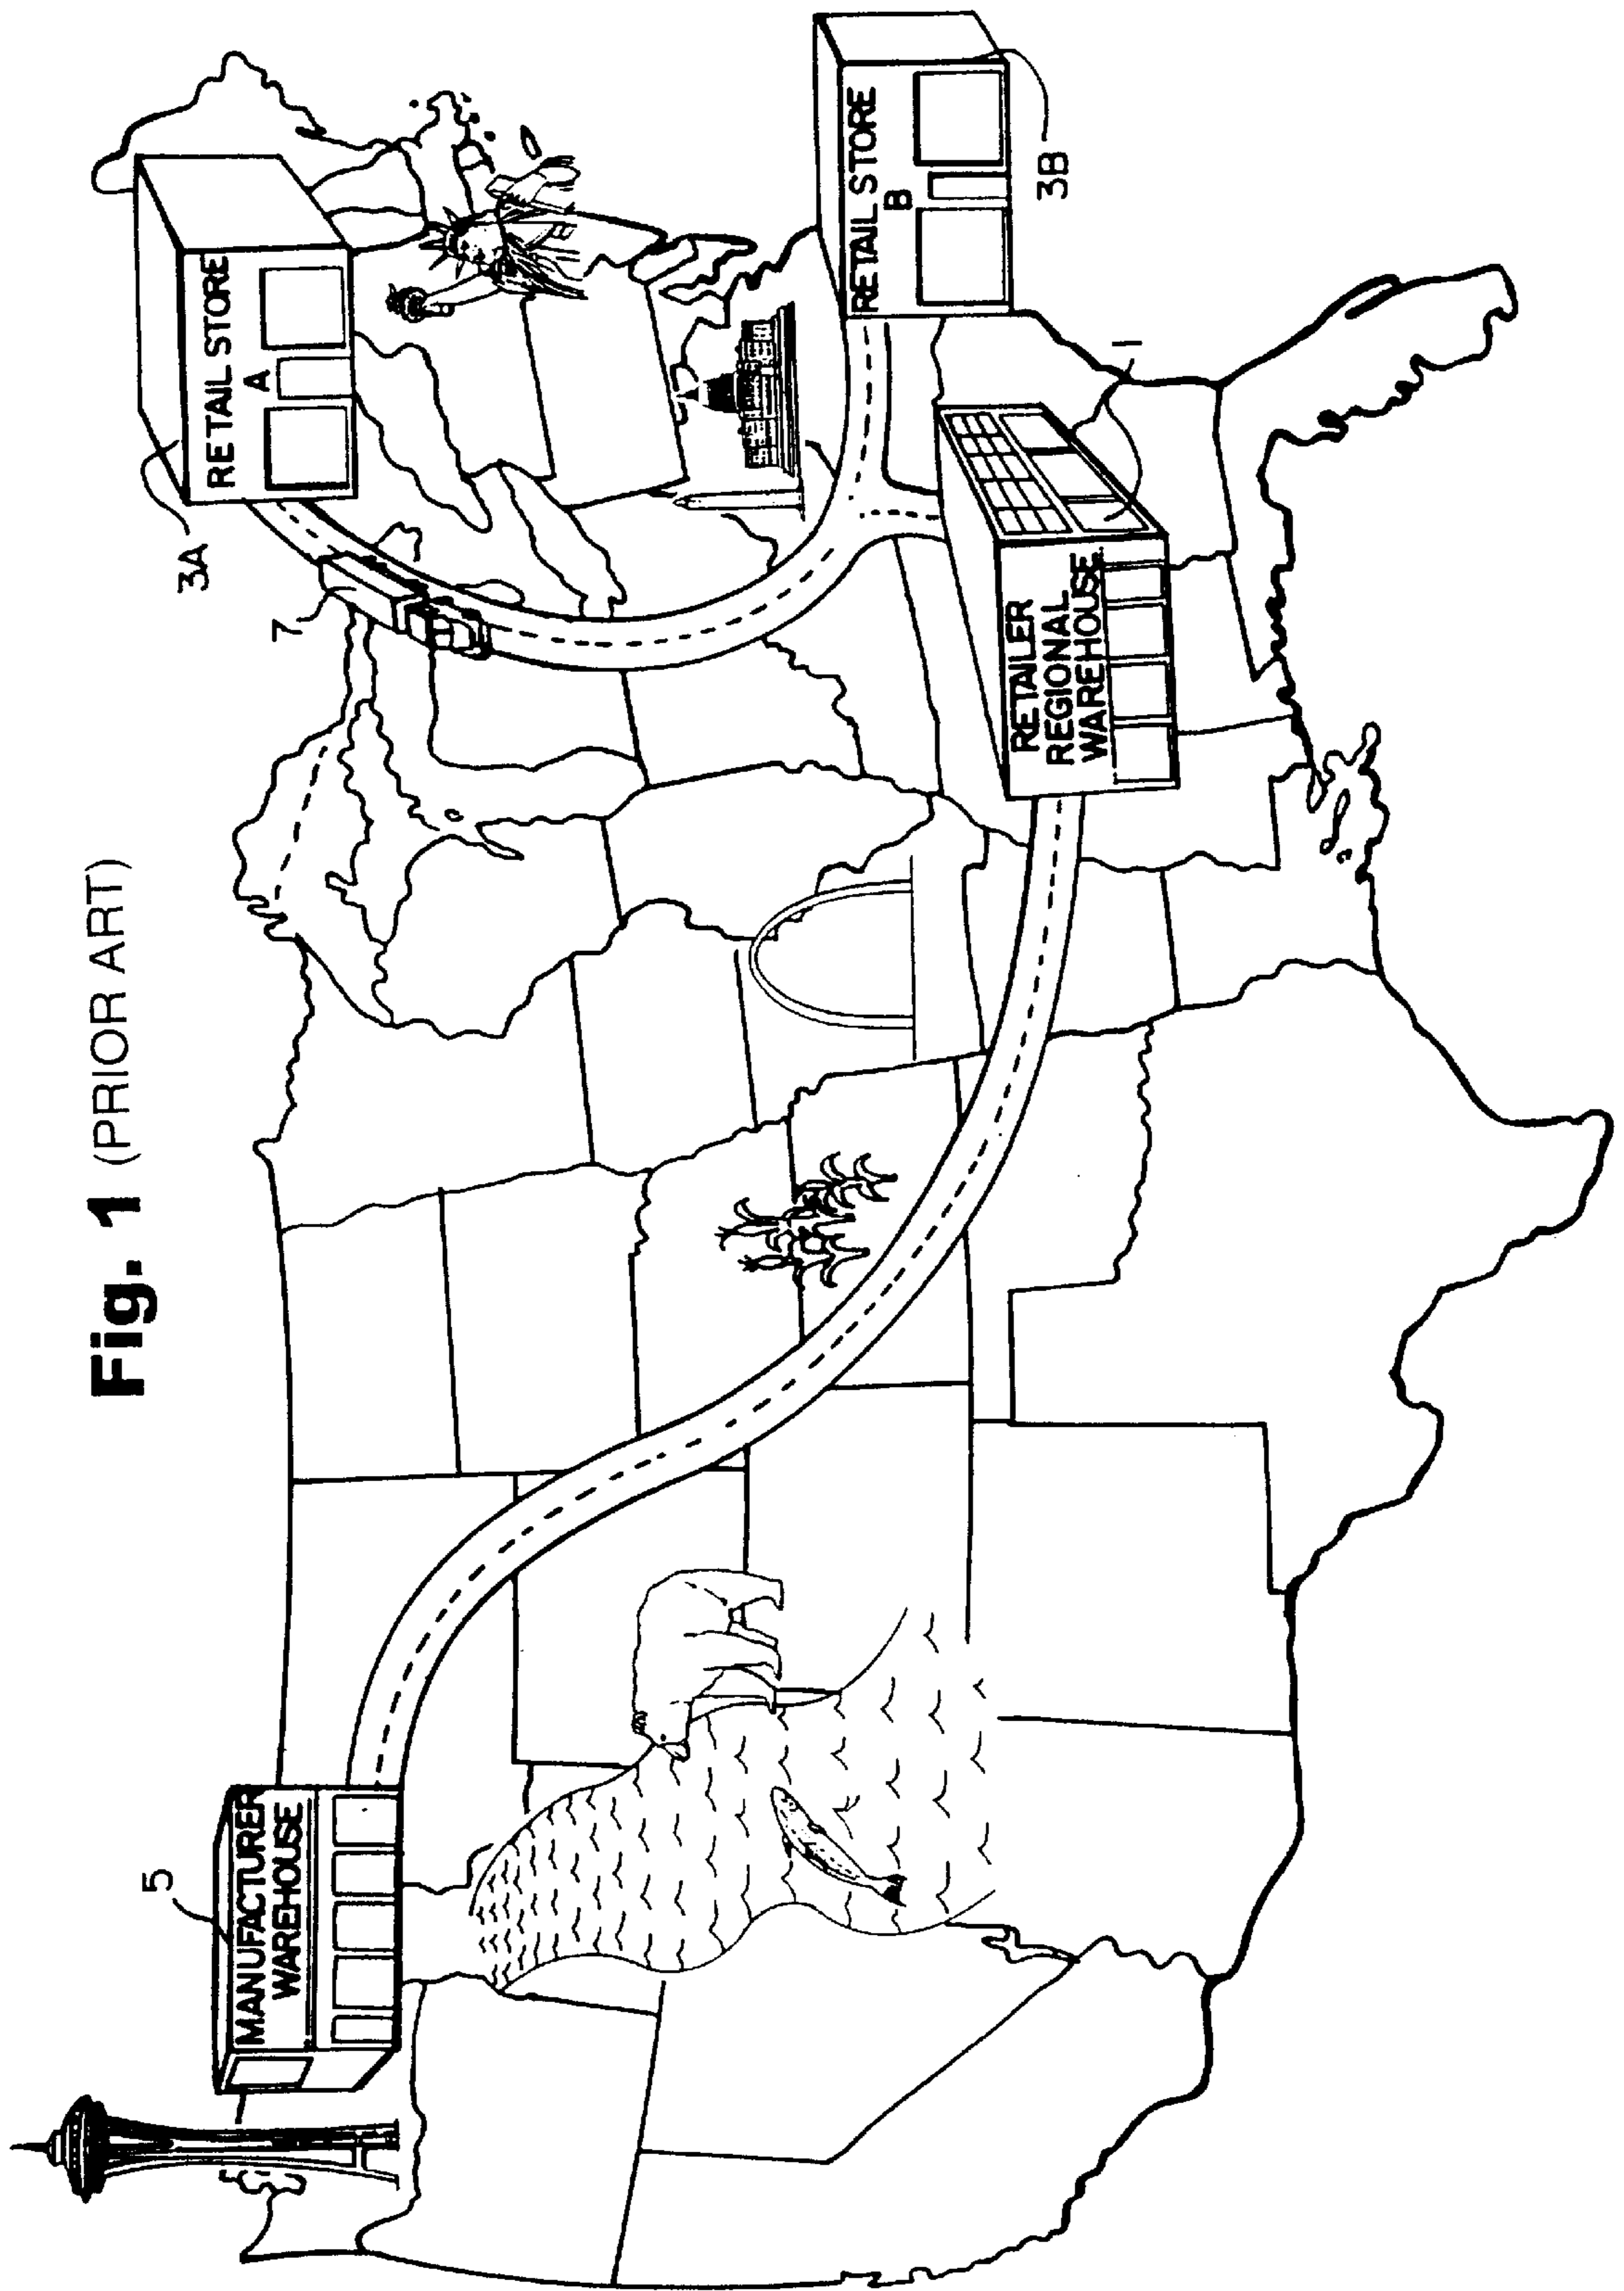 Fig. 1 (PRIOR ART)
5
MANUFACTURER
WAREHOUSE
7
3A
RETAIL STORE
A
RETAIL STORE
B
3B
RETAILER
REGIONAL
WAREHOUSE
1